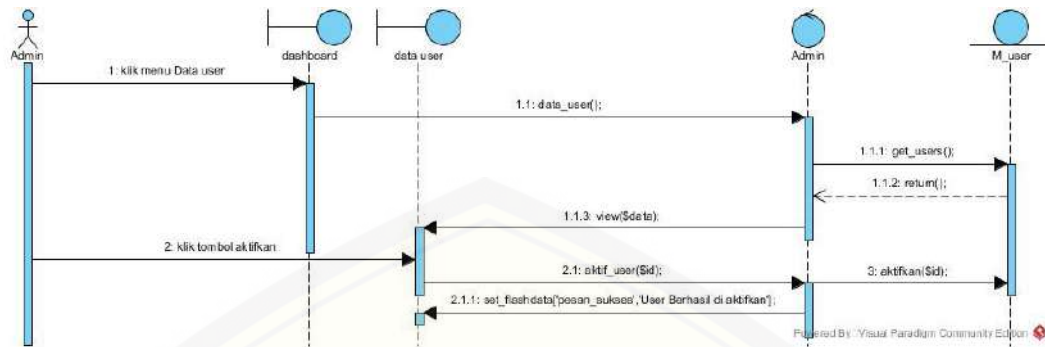 Admin
dashboard
data user
Admin
M_user
1: klik menu Data user
1.1: data_user();
1.1.1: get_users();
1.1.2: return();
1.1.3: view($data);
2: klik tombol aktifkan
2.1: aktif_user($id);
3: aktifkan($id);
2.1.1: set_flashdata['pesan_sukses','User Berhasil di aktifkan'];
Powered By Visual Paradigm Community Edition